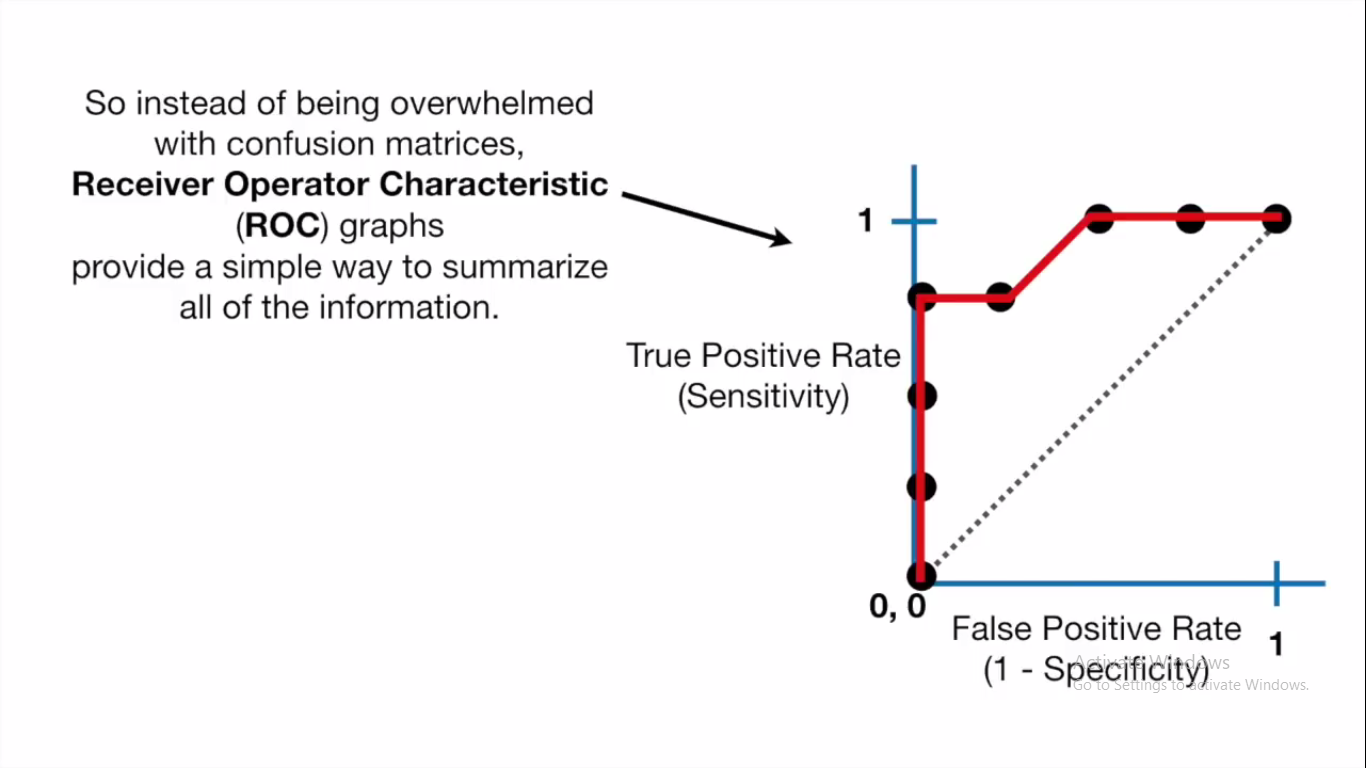 So instead of being overwhelmed
with confusion matrices,
Receiver Operator Characteristic
(ROC) graphs
provide a simple way to summarize
all of the information.
1
True Positive Rate
(Sensitivity)
0, 0
False Positive Rate
1
(1 - Specificity)
Activate Windows
Go to Settings to activate Windows.